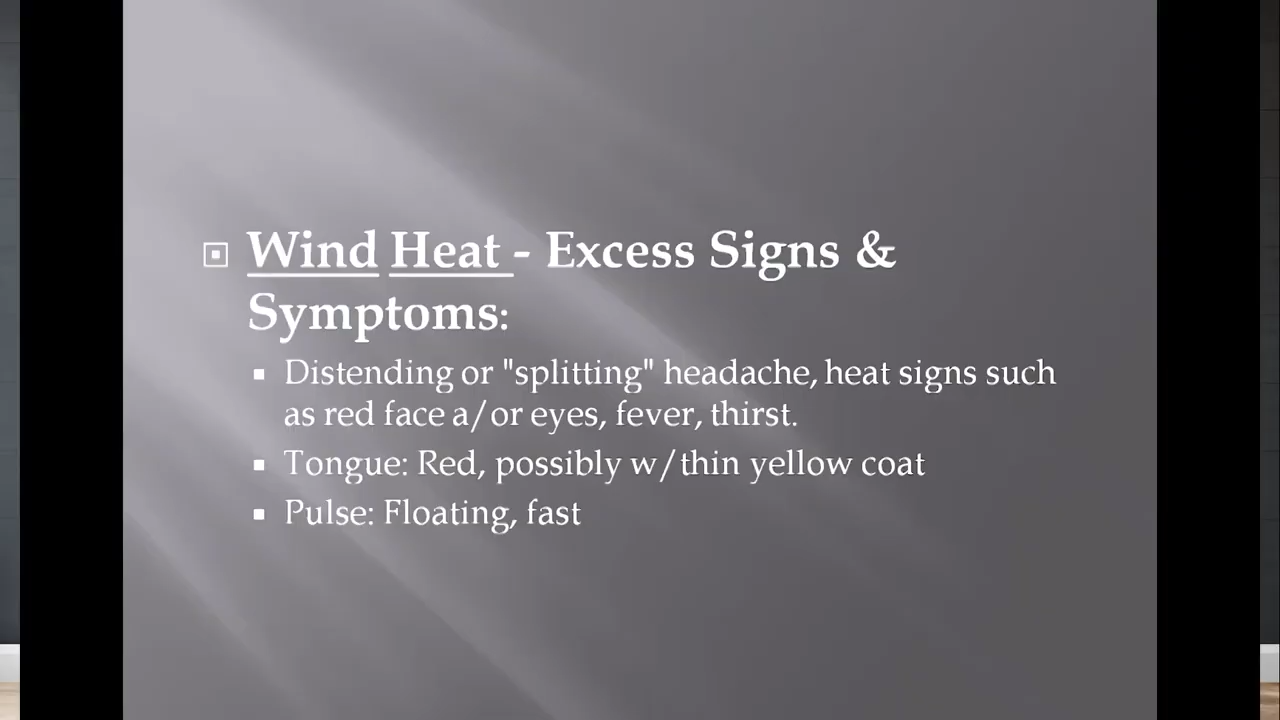 Wind Heat - Excess Signs &
Symptoms:
Distending or "splitting" headache, heat signs such
as red face a/or eyes, fever, thirst.
Tongue: Red, possibly w/thin yellow coat
Pulse: Floating, fast